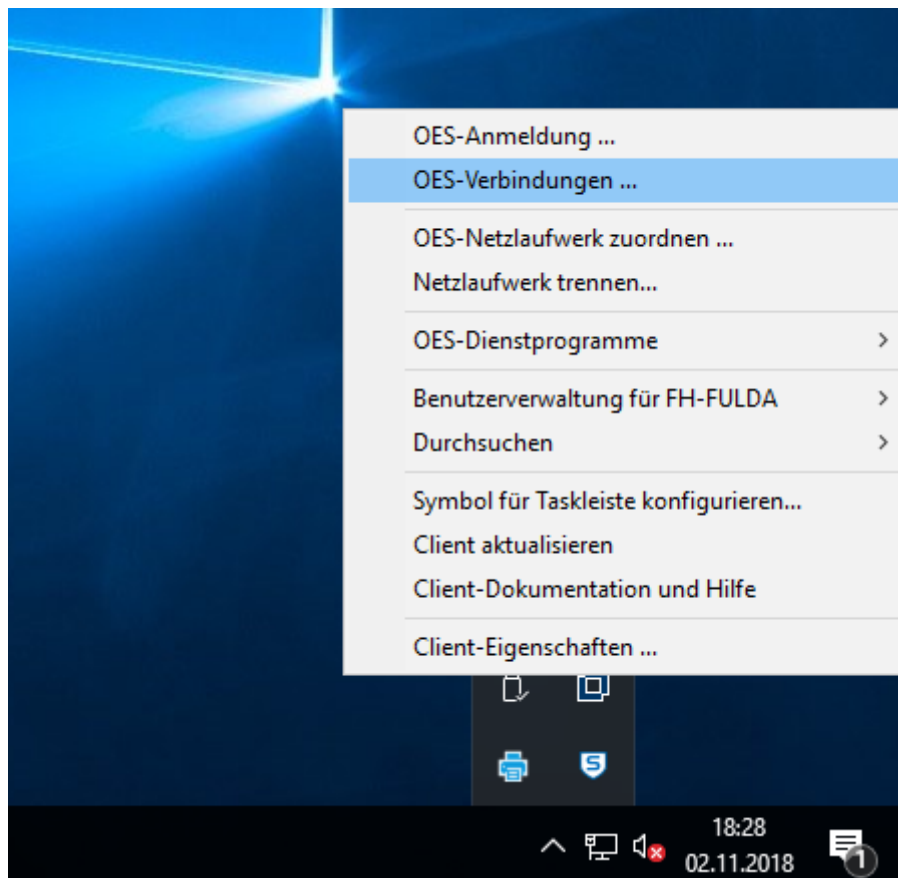 OES-Anmeldung ...
OES-Verbindungen ...
OES-Netzlaufwerk zuordnen ...
Netzlaufwerk trennen...
OES-Dienstprogramme
Benutzerverwaltung für FH-FULDA
Durchsuchen
Symbol für Taskleiste konfigurieren...
Client aktualisieren
Client-Dokumentation und Hilfe
Client-Eigenschaften ...
S
18:28
02.11.2018
1